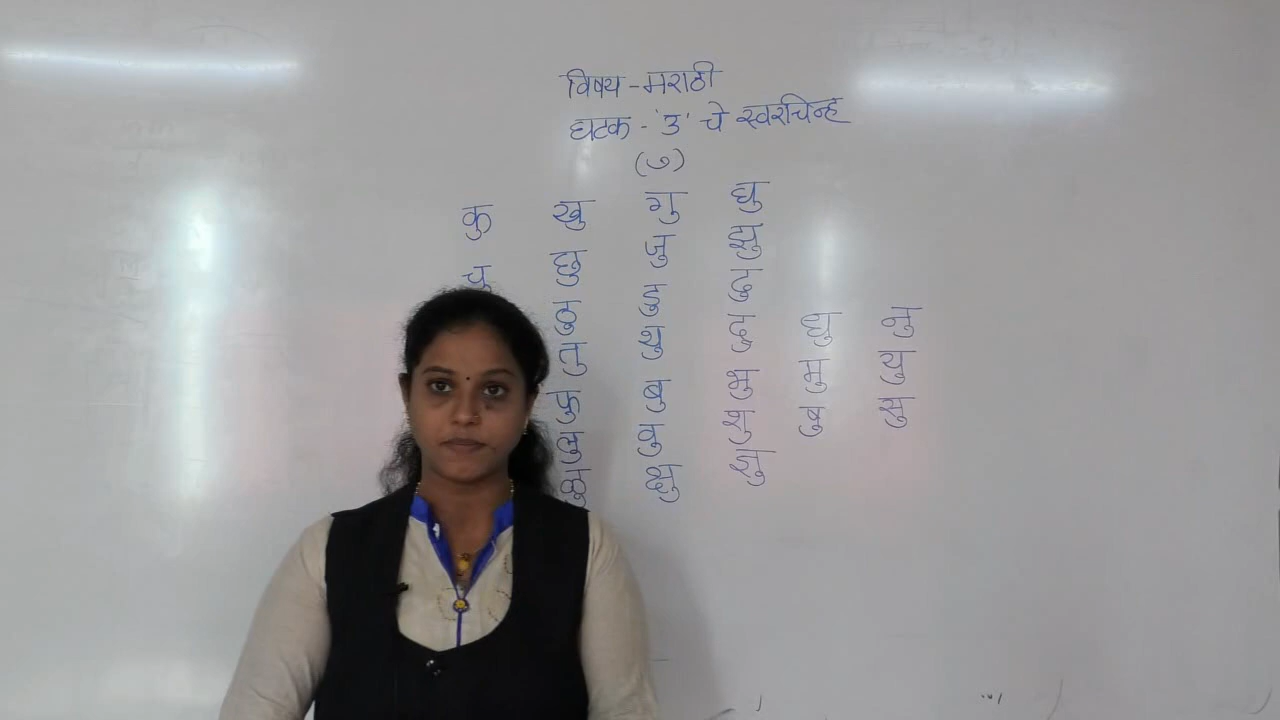 विषय - मराठी
घटक - 'उ' चे स्वरचिन्ह
( ु)
कु खु गु घु
चु छु जु झु
ठु डु ढु
तु थु दु धु नु
फु बु भु मु यु
लु वु शु षु सु
क्षु ज्ञु